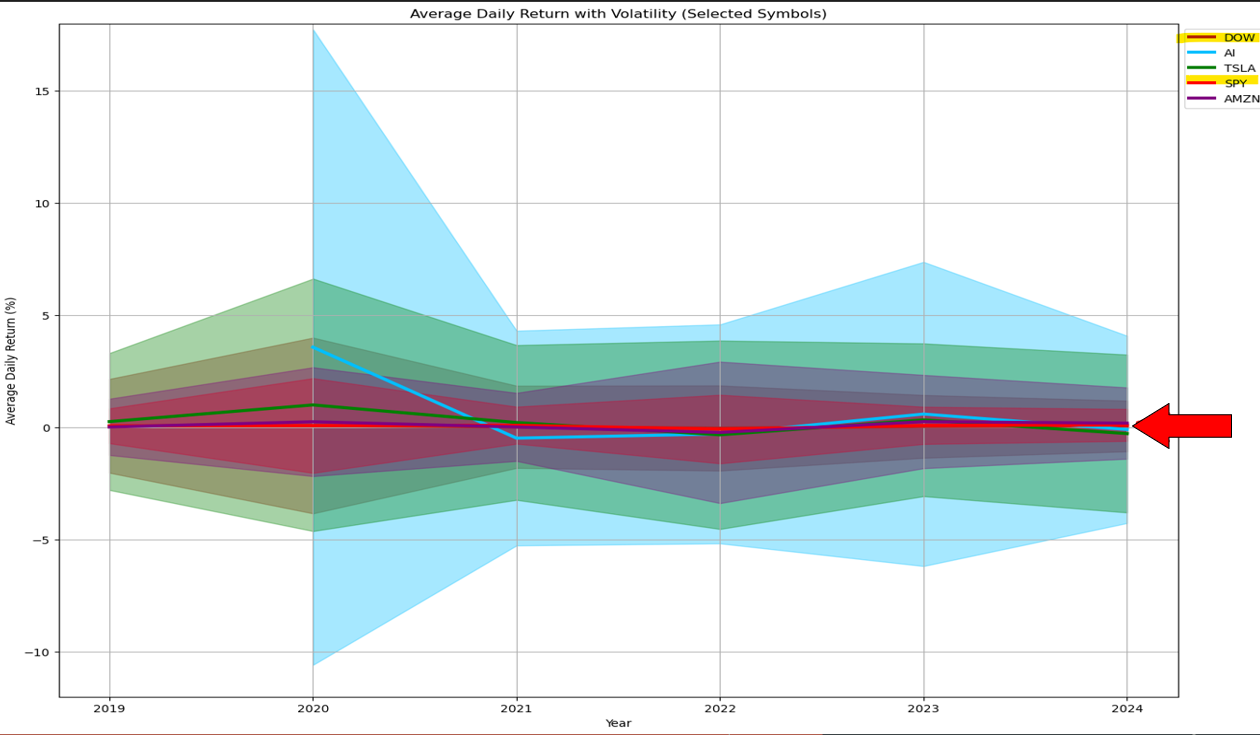 Average Daily Return with Volatility (Selected Symbols)
DOW
AI
TSLA
SPY
AMZN
15
10
5
0
−5
−10
Average Daily Return (%)
2019 2020 2021 2022 2023 2024
Year